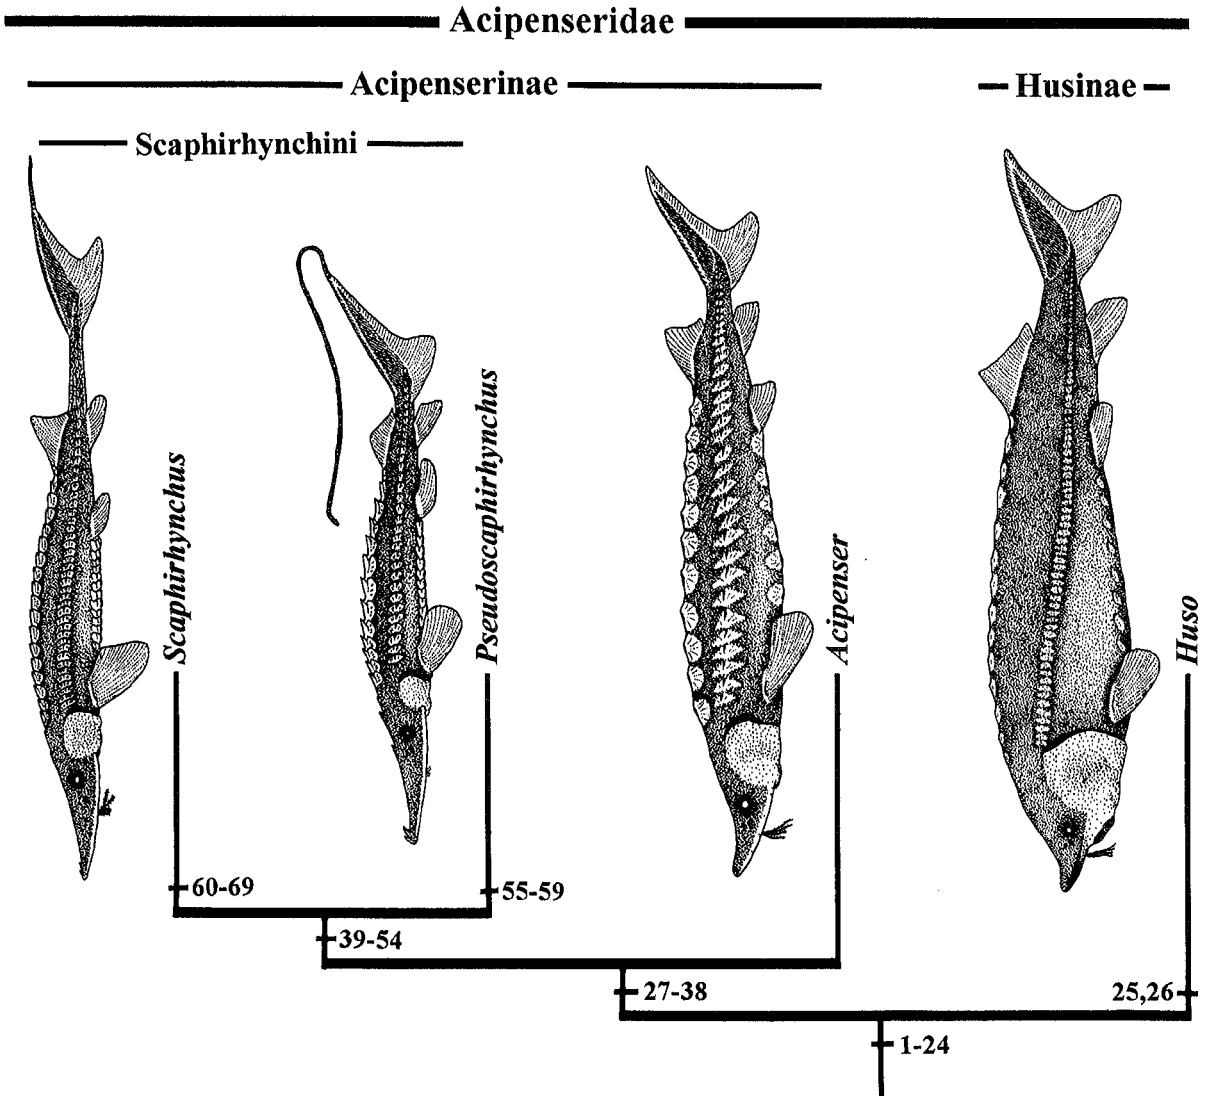 Acipenseridae
Acipenserinae
Husinae
Scaphirhynchini
Scaphirhynchus
Pseudoscaphirhynchus
Acipenser
Huso
60-69
55-59
39-54
27-38
25,26
1-24